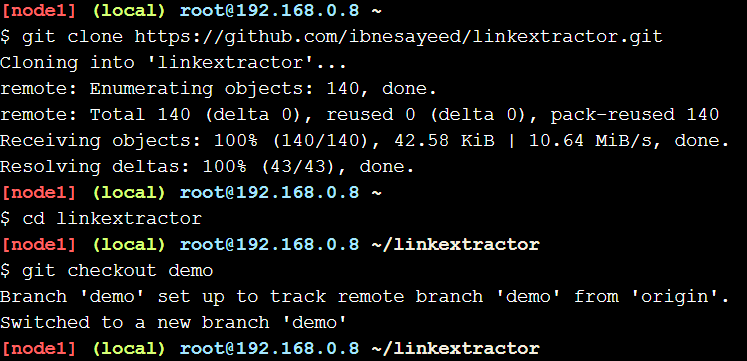 [node1] (local) root@192.168.0.8 ~
$ git clone https://github.com/ibnesayeed/linkextractor.git
Cloning into 'linkextractor'...
remote: Enumerating objects: 140, done.
remote: Total 140 (delta 0), reused 0 (delta 0), pack-reused 140
Receiving objects: 100% (140/140), 42.58 KiB | 10.64 MiB/s, done.
Resolving deltas: 100% (43/43), done.
[node1] (local) root@192.168.0.8 ~
$ cd linkextractor
[node1] (local) root@192.168.0.8 ~/linkextractor
$ git checkout demo
Branch 'demo' set up to track remote branch 'demo' from 'origin'.
Switched to a new branch 'demo'
[node1] (local) root@192.168.0.8 ~/linkextractor